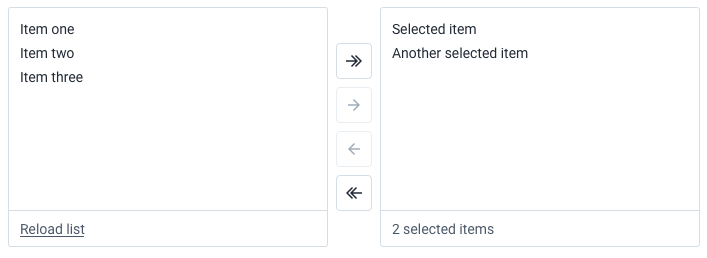 Item one
Item two
Item three
Reload list
Selected item
Another selected item
2 selected items